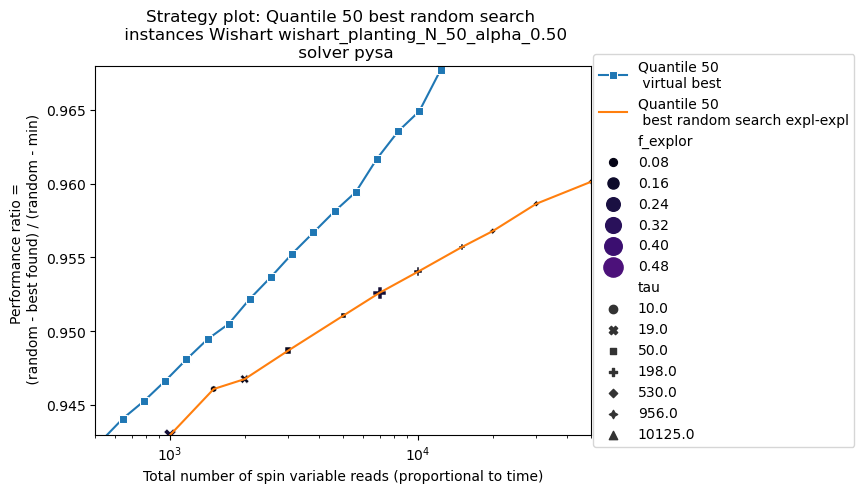 Strategy plot: Quantile 50 best random search
instances Wishart wishart_planting_N_50_alpha_0.50
solver pysa
Performance ratio =
(random - best found) / (random - min)
0.965
0.960
0.955
0.950
0.945
10³
10⁴
Total number of spin variable reads (proportional to time)
Quantile 50
virtual best
Quantile 50
best random search expl-expl
f_explor
0.08
0.16
0.24
0.32
0.40
0.48
tau
10.0
19.0
50.0
198.0
530.0
956.0
10125.0